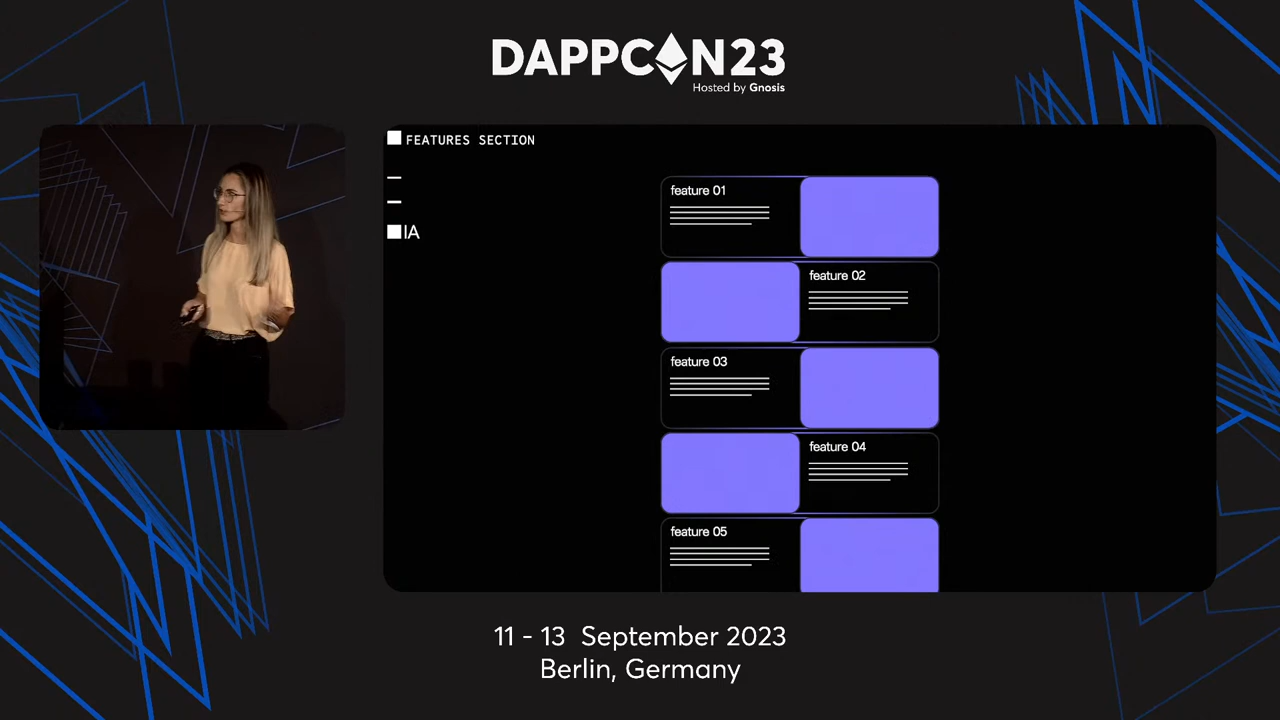 DAPPCON23
Hosted by Gnosis
FEATURES SECTION
IA
feature 01
feature 02
feature 03
feature 04
feature 05
11 - 13 September 2023
Berlin, Germany